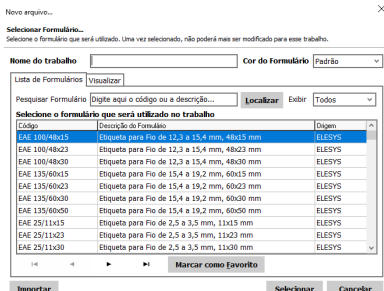 Novo arquivo...
Selecionar Formulário...
Selecione o formulário que será utilizado. Uma vez selecionado, não poderá mais ser modificado para esse trabalho.
Nome do trabalho Cor do Formulário Padrão
Lista de Formulários Visualizar
Pesquisar Formulário Digite aqui o código ou a descrição... Localizar Exibir Todos
Selecione o formulário que será utilizado no trabalho
Código Descrição do Formulário Origem
EAE 100/48x15 Etiqueta para Fio de 12,3 a 15,4 mm, 48x15 mm ELESYS
EAE 100/48x23 Etiqueta para Fio de 12,3 a 15,4 mm, 48x23 mm ELESYS
EAE 100/48x30 Etiqueta para Fio de 12,3 a 15,4 mm, 48x30 mm ELESYS
EAE 135/60x15 Etiqueta para Fio de 15,4 a 19,2 mm, 60x15 mm ELESYS
EAE 135/60x23 Etiqueta para Fio de 15,4 a 19,2 mm, 60x23 mm ELESYS
EAE 135/60x30 Etiqueta para Fio de 15,4 a 19,2 mm, 60x30 mm ELESYS
EAE 135/60x50 Etiqueta para Fio de 15,4 a 19,2 mm, 60x50 mm ELESYS
EAE 25/11x15 Etiqueta para Fio de 2,5 a 3,5 mm, 11x15 mm ELESYS
EAE 25/11x23 Etiqueta para Fio de 2,5 a 3,5 mm, 11x23 mm ELESYS
EAE 25/11x30 Etiqueta para Fio de 2,5 a 3,5 mm, 11x30 mm ELESYS
Marcar como Favorito
Importar Selecionar Cancelar